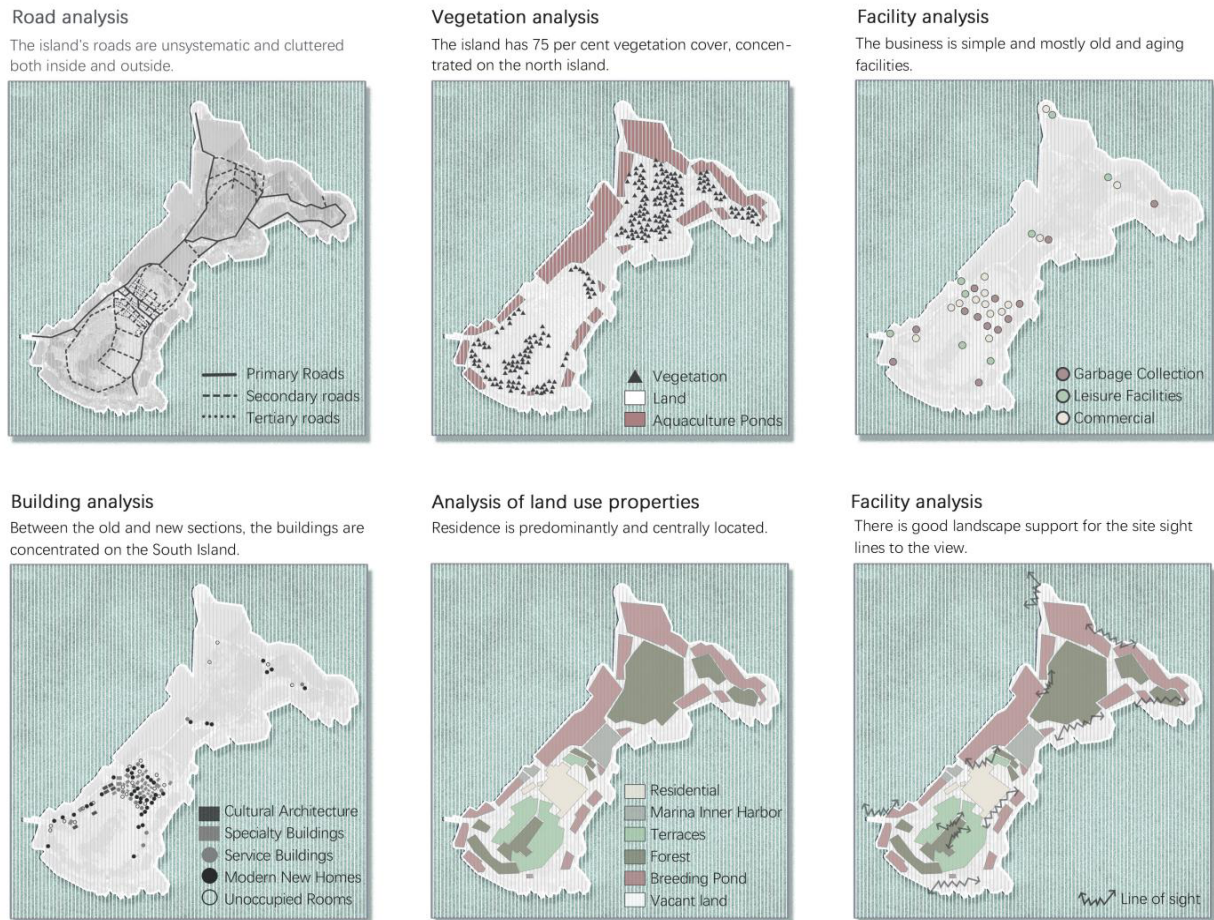 Road analysis
The island's roads are unsystematic and cluttered
both inside and outside.
Primary Roads
Secondary roads
Tertiary roads
Vegetation analysis
The island has 75 per cent vegetation cover, concen-
trated on the north island.
Vegetation
Land
Aquaculture Ponds
Facility analysis
The business is simple and mostly old and aging
facilities.
Garbage Collection
Leisure Facilities
Commercial
Building analysis
Between the old and new sections, the buildings are
concentrated on the South Island.
Cultural Architecture
Specialty Buildings
Service Buildings
Modern New Homes
Unoccupied Rooms
Analysis of land use properties
Residence is predominantly and centrally located.
Residential
Marina Inner Harbor
Terraces
Forest
Breeding Pond
Vacant land
Facility analysis
There is good landscape support for the site sight
lines to the view.
Line of sight